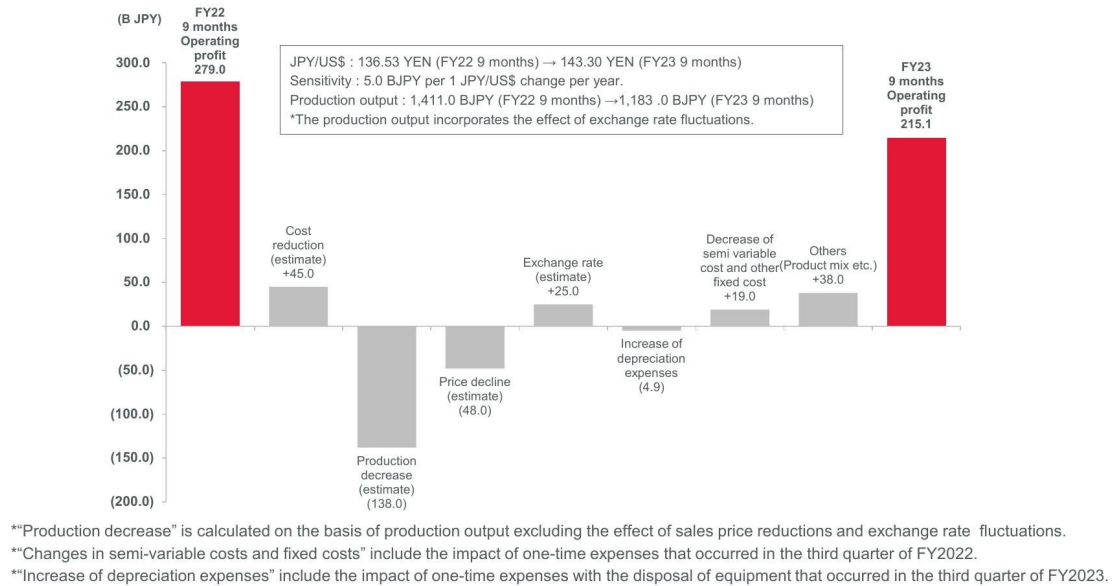 (B JPY)
FY22
9 months
Operating
profit
279.0
300.0
250.0
200.0
150.0
100.0
50.0
0.0
(50.0)
(100.0)
(150.0)
(200.0)
JPY/US$ : 136.53 YEN (FY22 9 months) → 143.30 YEN (FY23 9 months)
Sensitivity : 5.0 BJPY per 1 JPY/US$ change per year.
Production output : 1,411.0 BJPY (FY22 9 months) →1,183 .0 BJPY (FY23 9 months)
*The production output incorporates the effect of exchange rate fluctuations.
Cost
reduction
(estimate)
+45.0
Production
decrease
(estimate)
(138.0)
Price decline
(estimate)
(48.0)
Exchange rate
(estimate)
+25.0
Increase of
depreciation
expenses
(4.9)
Decrease of
semi variable
cost and other
fixed cost
+19.0
Others
(Product mix etc.)
+38.0
FY23
9 months
Operating
profit
215.1
*“Production decrease” is calculated on the basis of production output excluding the effect of sales price reductions and exchange rate fluctuations.
*“Changes in semi-variable costs and fixed costs” include the impact of one-time expenses that occurred in the third quarter of FY2022.
*“Increase of depreciation expenses” include the impact of one-time expenses with the disposal of equipment that occurred in the third quarter of FY2023